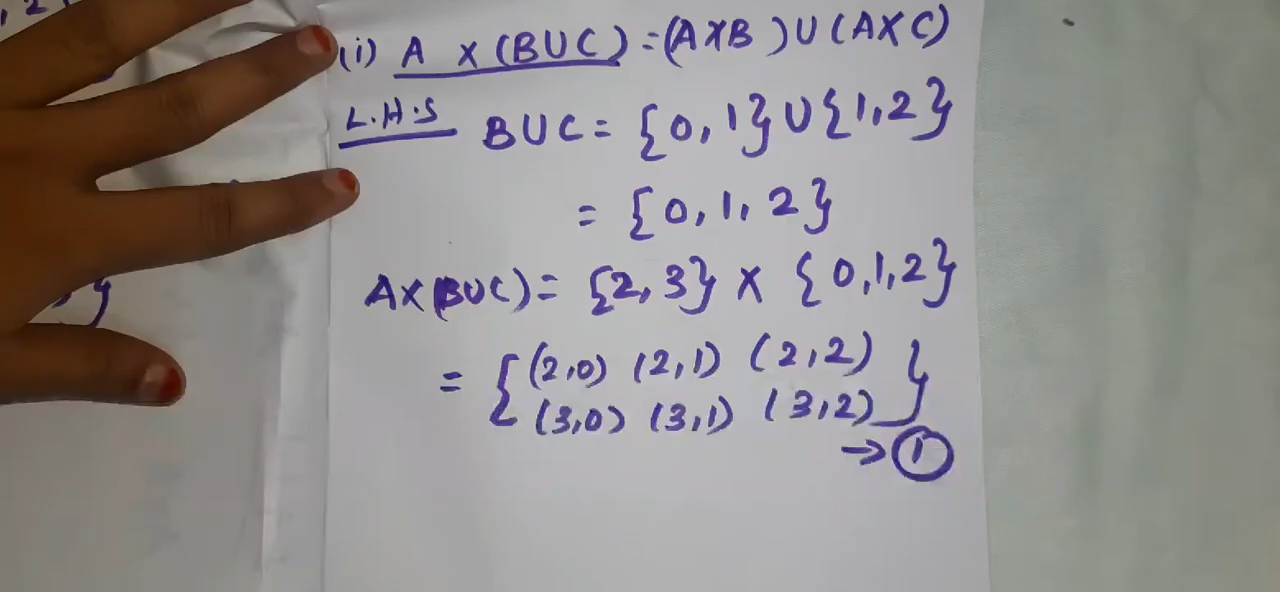 (i) A × (BUC) = (A×B) U (A×C)
L.H.S BUC = {0, 1} U {1, 2}
= {0, 1, 2}
A×(BUC) = {2, 3} × {0, 1, 2}
= {(2,0) (2,1) (2,2)
(3,0) (3,1) (3,2)}
→ ①